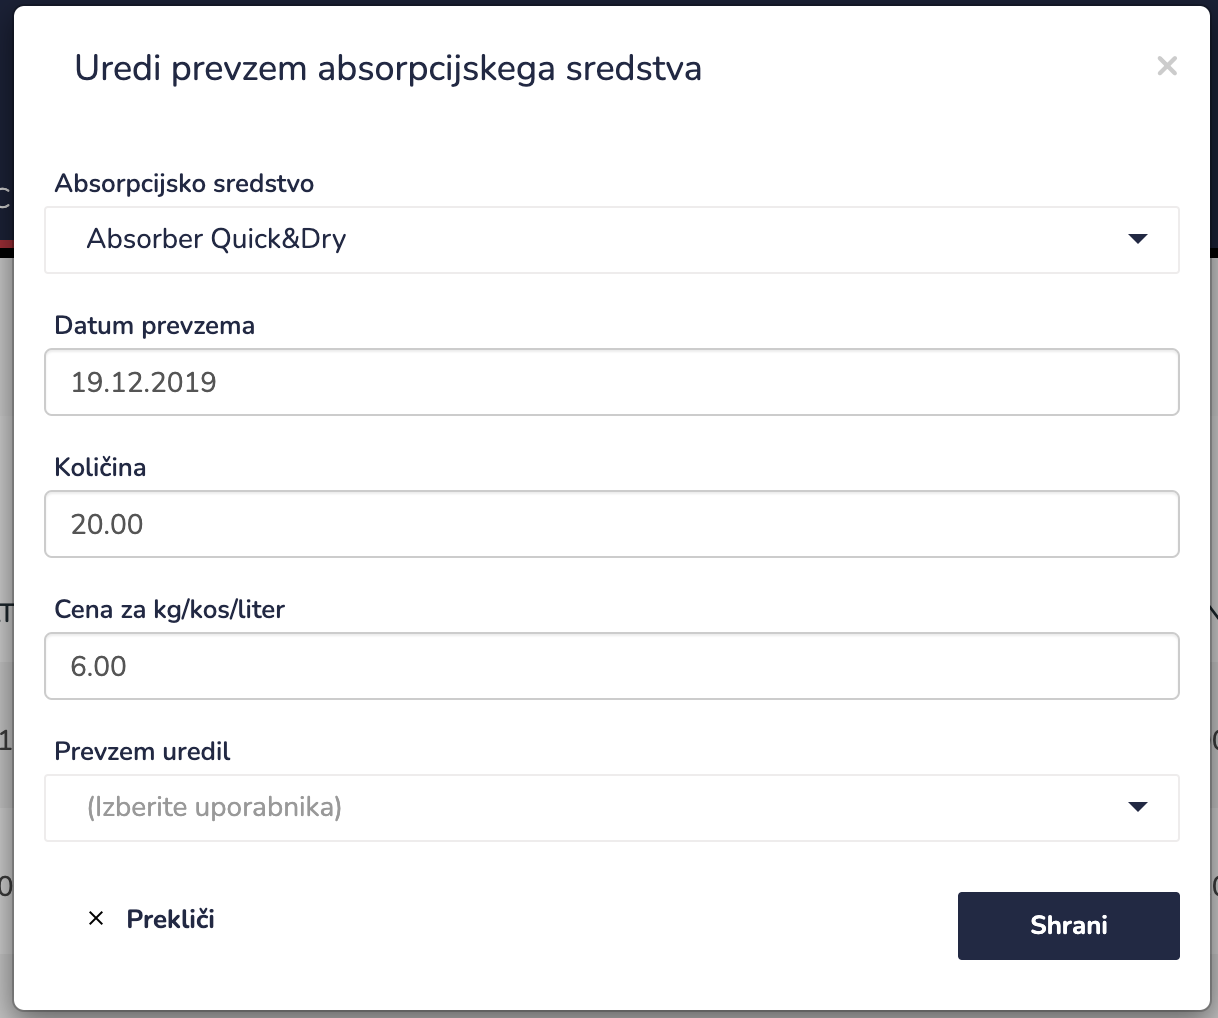 Uredi prevzem absorpcijskega sredstva
Absorpcijsko sredstvo
Absorber Quick&Dry
Datum prevzema
19.12.2019
Količina
20.00
Cena za kg/kos/liter
6.00
Prevzem uredil
(Izberite uporabnika)
Prekliči
Shrani